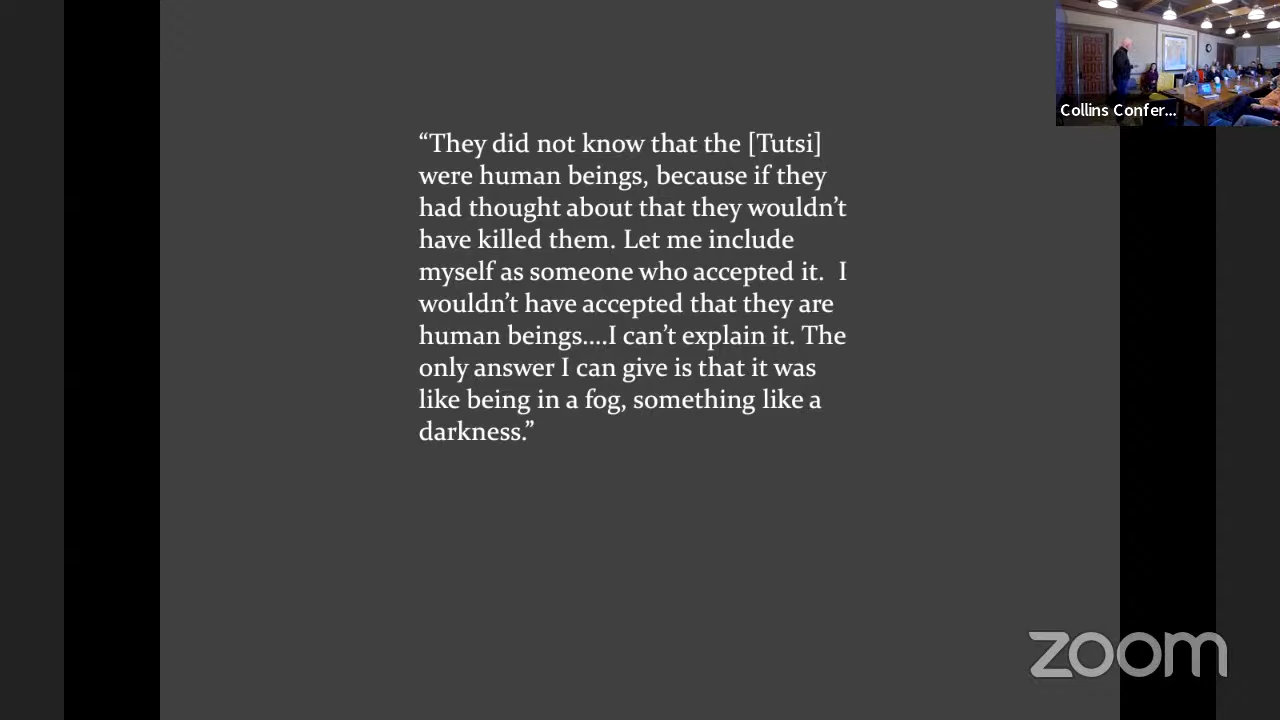 Collins Confer...
“They did not know that the [Tutsi]
were human beings, because if they
had thought about that they wouldn’t
have killed them. Let me include
myself as someone who accepted it.  I
wouldn’t have accepted that they are
human beings....I can’t explain it. The
only answer I can give is that it was
like being in a fog, something like a
darkness.”
zoom